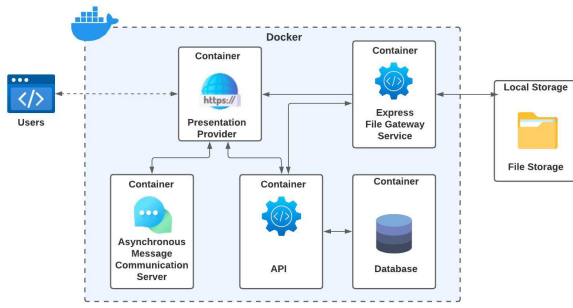 Docker
Container
https://
Presentation
Provider
Container
Express
File Gateway
Service
Local Storage
File Storage
Users
Container
Asynchronous
Message
Communication
Server
Container
API
Container
Database